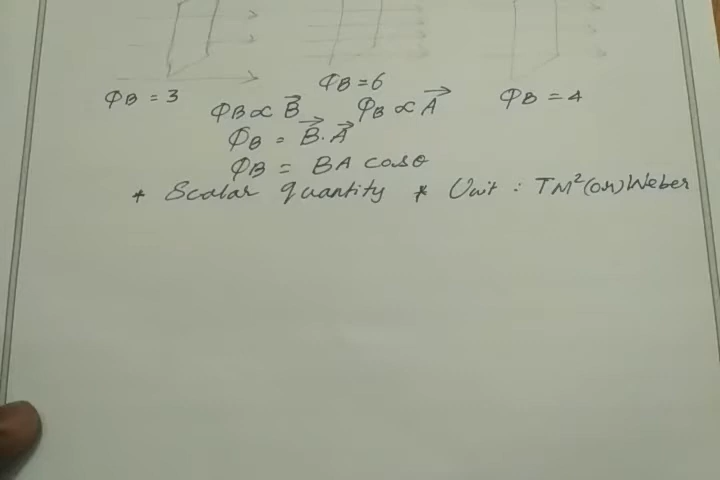 ΦB = 3 ΦB = 6 ΦB = 4
ΦB ∝ B⃗ ΦB ∝ A⃗
ΦB = B⃗ . A⃗
ΦB = BA cosθ
* Scalar quantity * Unit : TM² (or) Weber